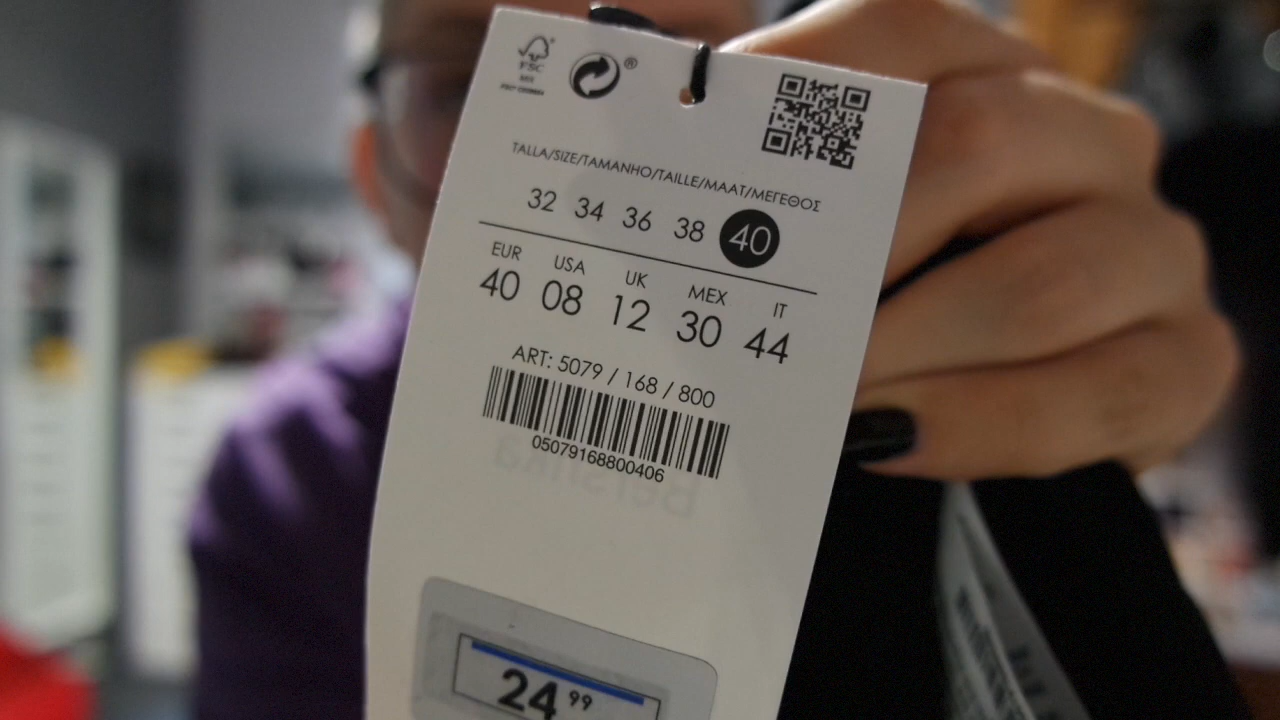 FSC
®
TALLA/SIZE/TAMANHO/TAILLE/MAAT/ΜΕΓΕΘΟΣ
32 34 36 38 40
EUR USA UK MEX IT
40 08 12 30 44
ART: 5079 / 168 / 800
05079168800406
Bershka
24 99